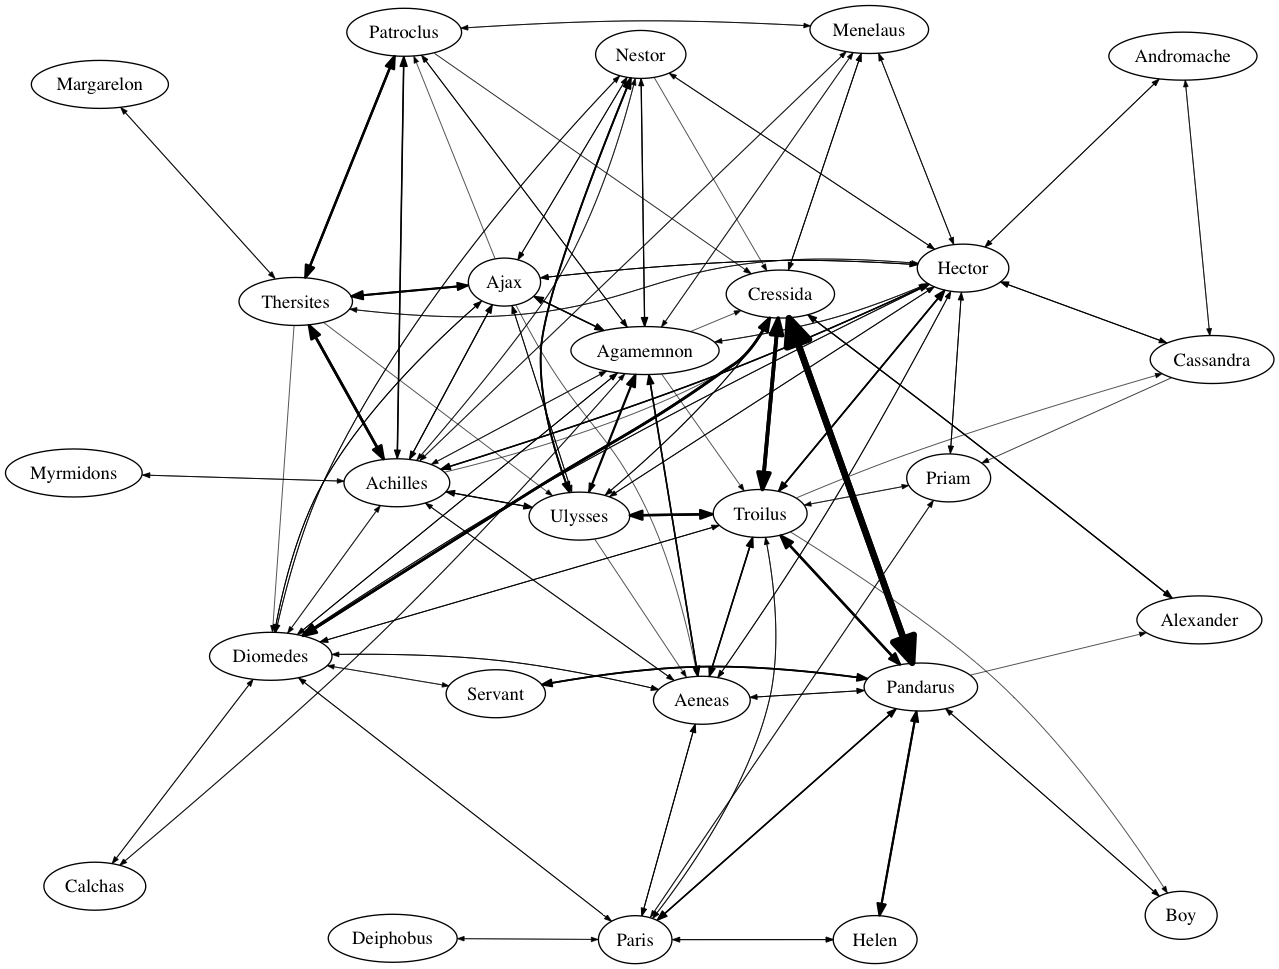 Patroclus
Menelaus
Nestor
Andromache
Margarelon
Hector
Ajax
Cressida
Thersites
Agamemnon
Cassandra
Myrmidons
Achilles
Priam
Ulysses
Troilus
Alexander
Diomedes
Servant
Aeneas
Pandarus
Calchas
Boy
Deiphobus
Paris
Helen